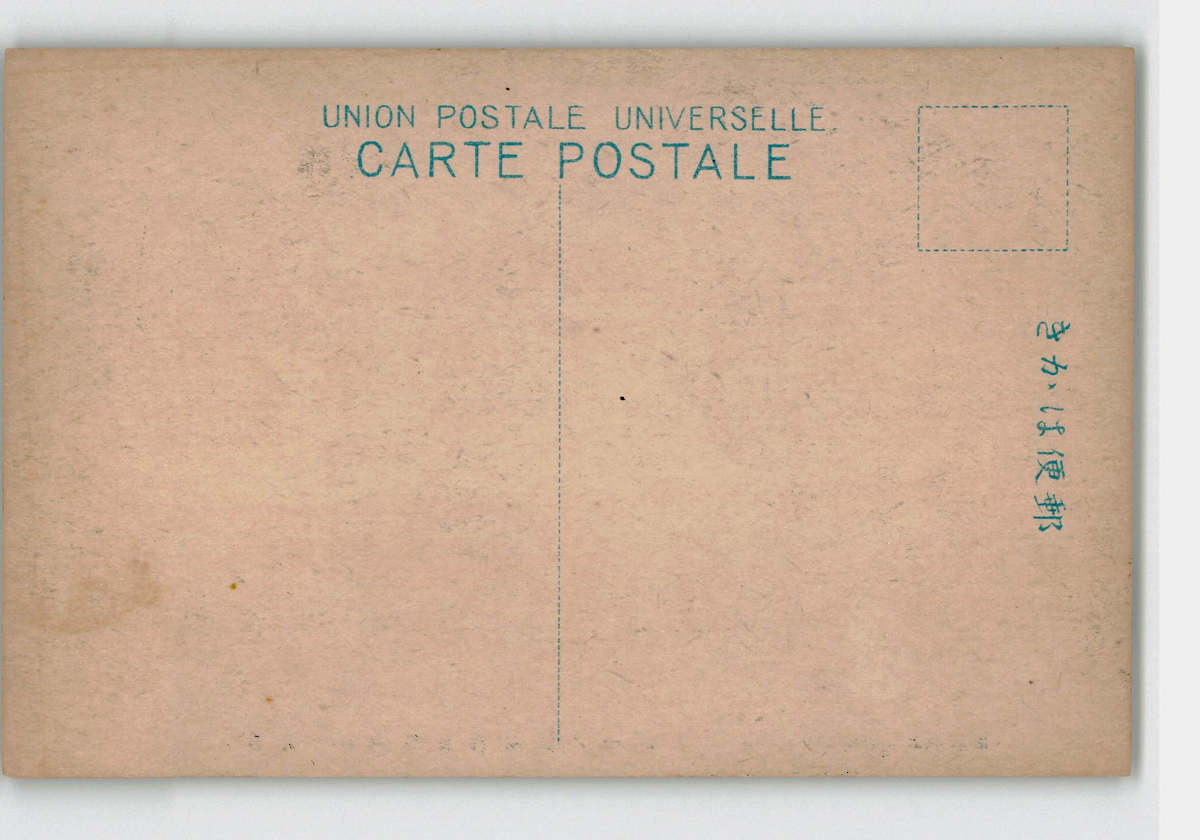 UNION POSTALE UNIVERSELLE.
CARTE POSTALE
郵便はかき